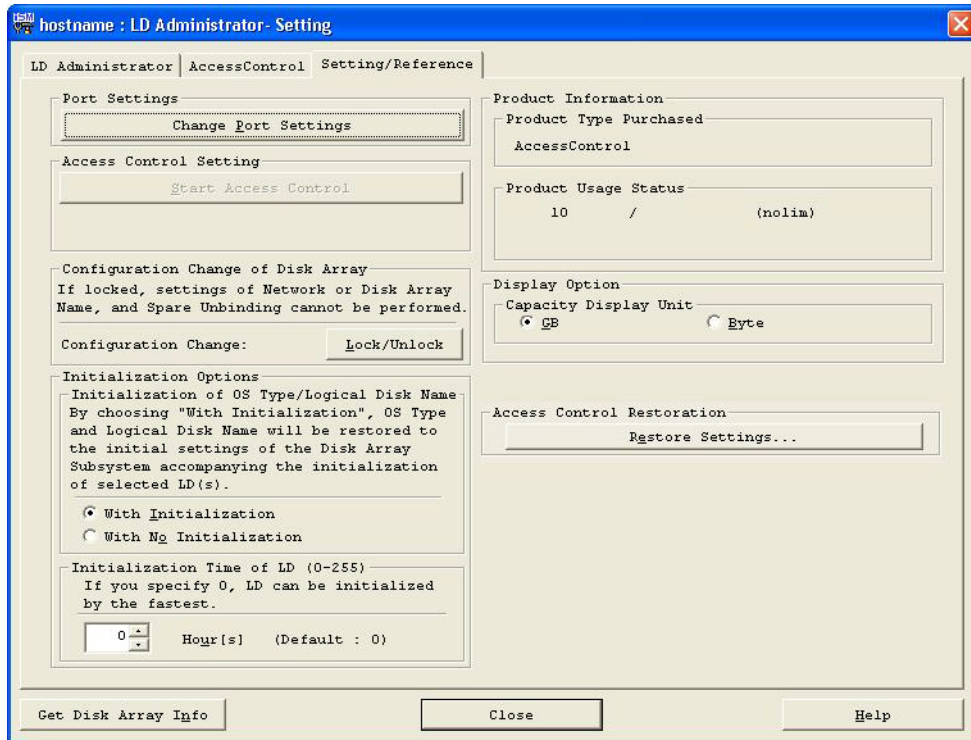 hostname : LD Administrator- Setting
LD Administrator
AccessControl
Setting/Reference
Port Settings
Change Port Settings
Access Control Setting
Start Access Control
Configuration Change of Disk Array
If locked, settings of Network or Disk Array
Name, and Spare Unbinding cannot be performed.
Configuration Change:
Lock/Unlock
Initialization Options
Initialization of OS Type/Logical Disk Name
By choosing "With Initialization", OS Type
and Logical Disk Name will be restored to
the initial settings of the Disk Array
Subsystem accompanying the initialization
of selected LD(s).
With Initialization
With No Initialization
Initialization Time of LD (0-255)
If you specify 0, LD can be initialized
by the fastest.
0
Hour[s] (Default : 0)
Product Information
Product Type Purchased
AccessControl
Product Usage Status
10 / (nolim)
Display Option
Capacity Display Unit
GB
Byte
Access Control Restoration
Restore Settings...
Get Disk Array Info
Close
Help